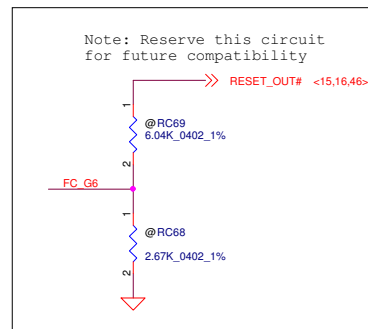 Note: Reserve this circuit
for future compatibility
RESET_OUT# <15,16,46>
1
@RC69
6.04K_0402_1%
2
FC_G6
1
@RC68
2.67K_0402_1%
2